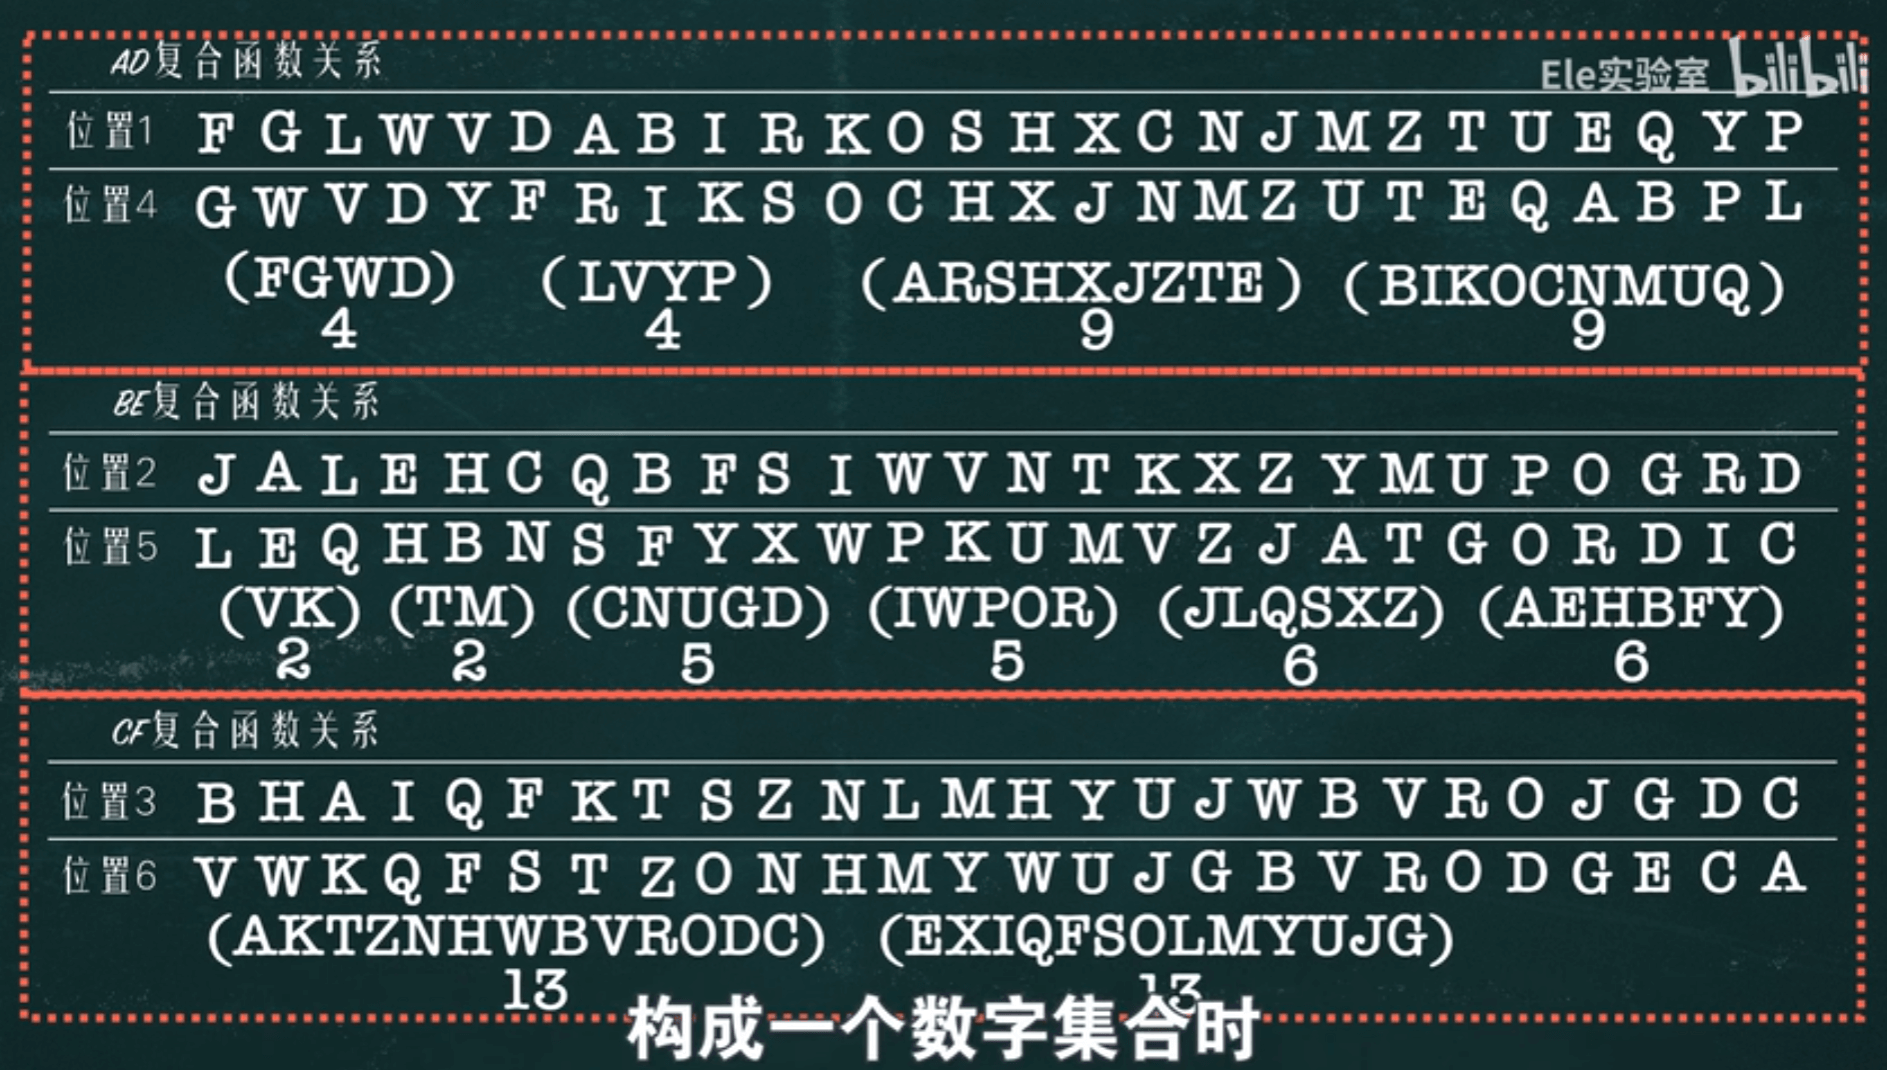 AD复合函数关系
Ele实验室 bilibili
位置1 F G L W V D A B I R K O S H X C N J M Z T U E Q Y P
位置4 G W V D Y F R I K S O C H X J N M Z U T E Q A B P L
(FGWD) (LVYP) (ARSHXJZTE) (BIKOCNMUQ)
4 4 9 9
BE复合函数关系
位置2 J A L E H C Q B F S I W V N T K X Z Y M U P O G R D
位置5 L E Q H B N S F Y X W P K U M V Z J A T G O R D I C
(VK) (TM) (CNUGD) (IWPOR) (JLQSXZ) (AEHBFY)
2 2 5 5 6 6
CF复合函数关系
位置3 B H A I Q F K T S Z N L M H Y U J W B V R O J G D C
位置6 V W K Q F S T Z O N H M Y W U J G B V R O D G E C A
(AKTZNHWBVRODC) (EXIQFSOLMYUJG)
13 13
构成一个数字集合时